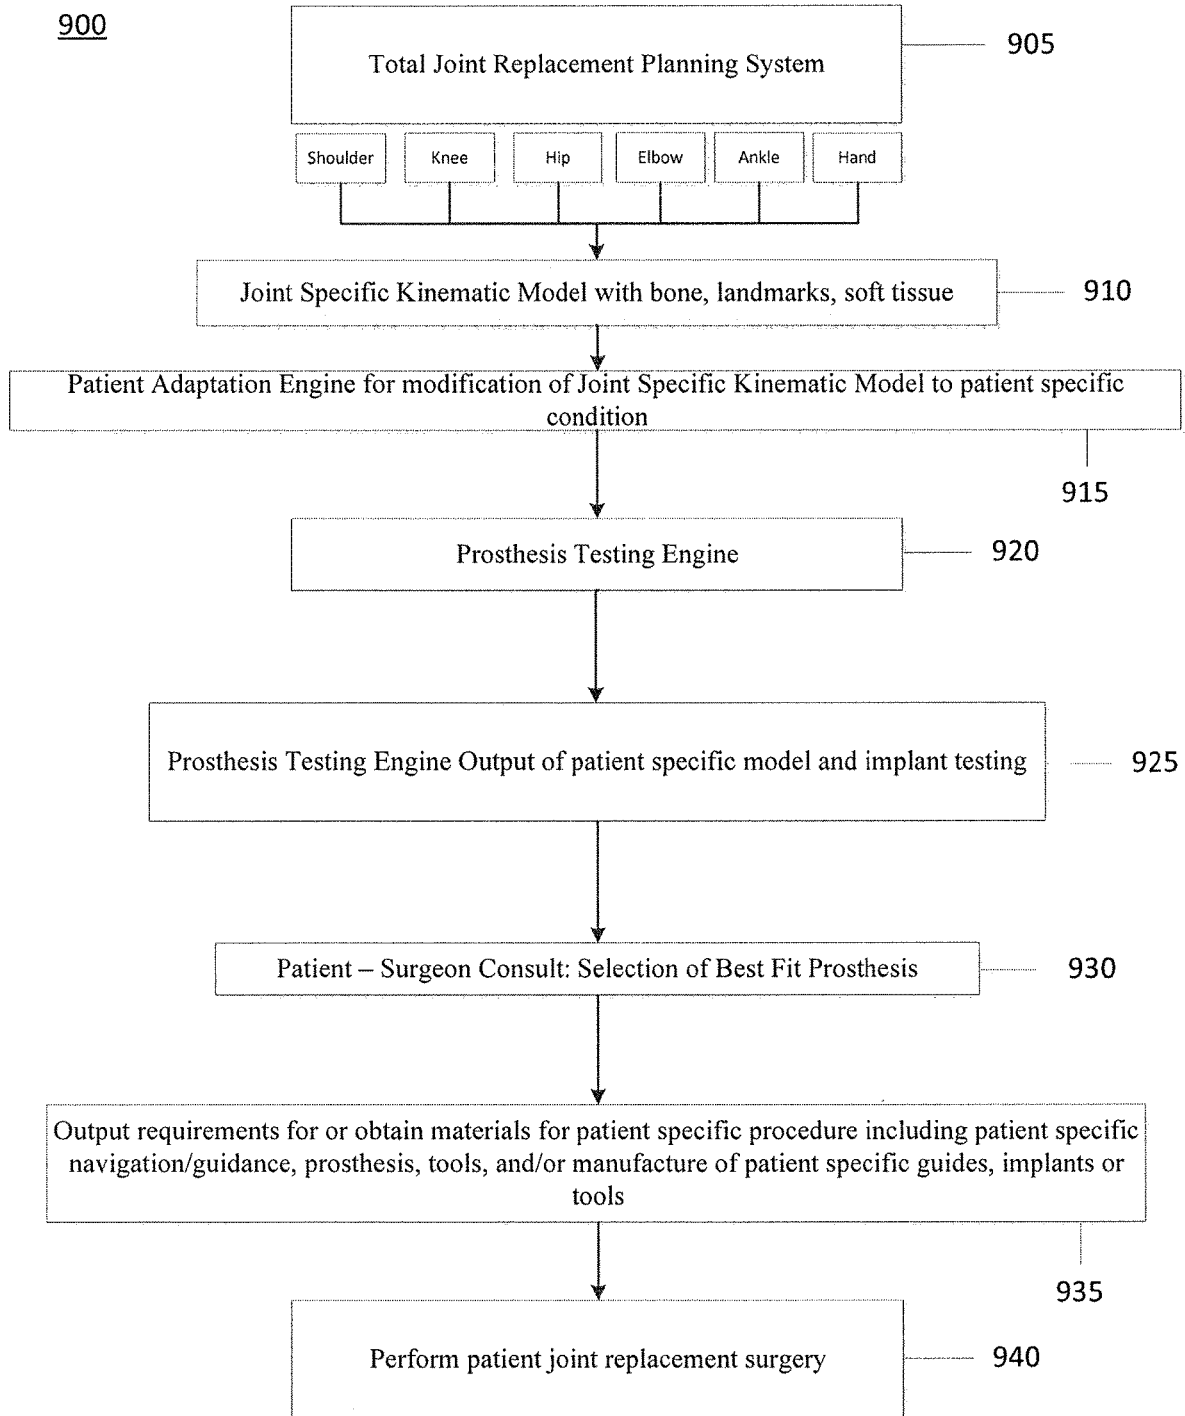 900
Total Joint Replacement Planning System
905
Shoulder
Knee
Hip
Elbow
Ankle
Hand
Joint Specific Kinematic Model with bone, landmarks, soft tissue
910
Patient Adaptation Engine for modification of Joint Specific Kinematic Model to patient specific
condition
915
Prosthesis Testing Engine
920
Prosthesis Testing Engine Output of patient specific model and implant testing
925
Patient – Surgeon Consult: Selection of Best Fit Prosthesis
930
Output requirements for or obtain materials for patient specific procedure including patient specific
navigation/guidance, prosthesis, tools, and/or manufacture of patient specific guides, implants or
tools
935
Perform patient joint replacement surgery
940